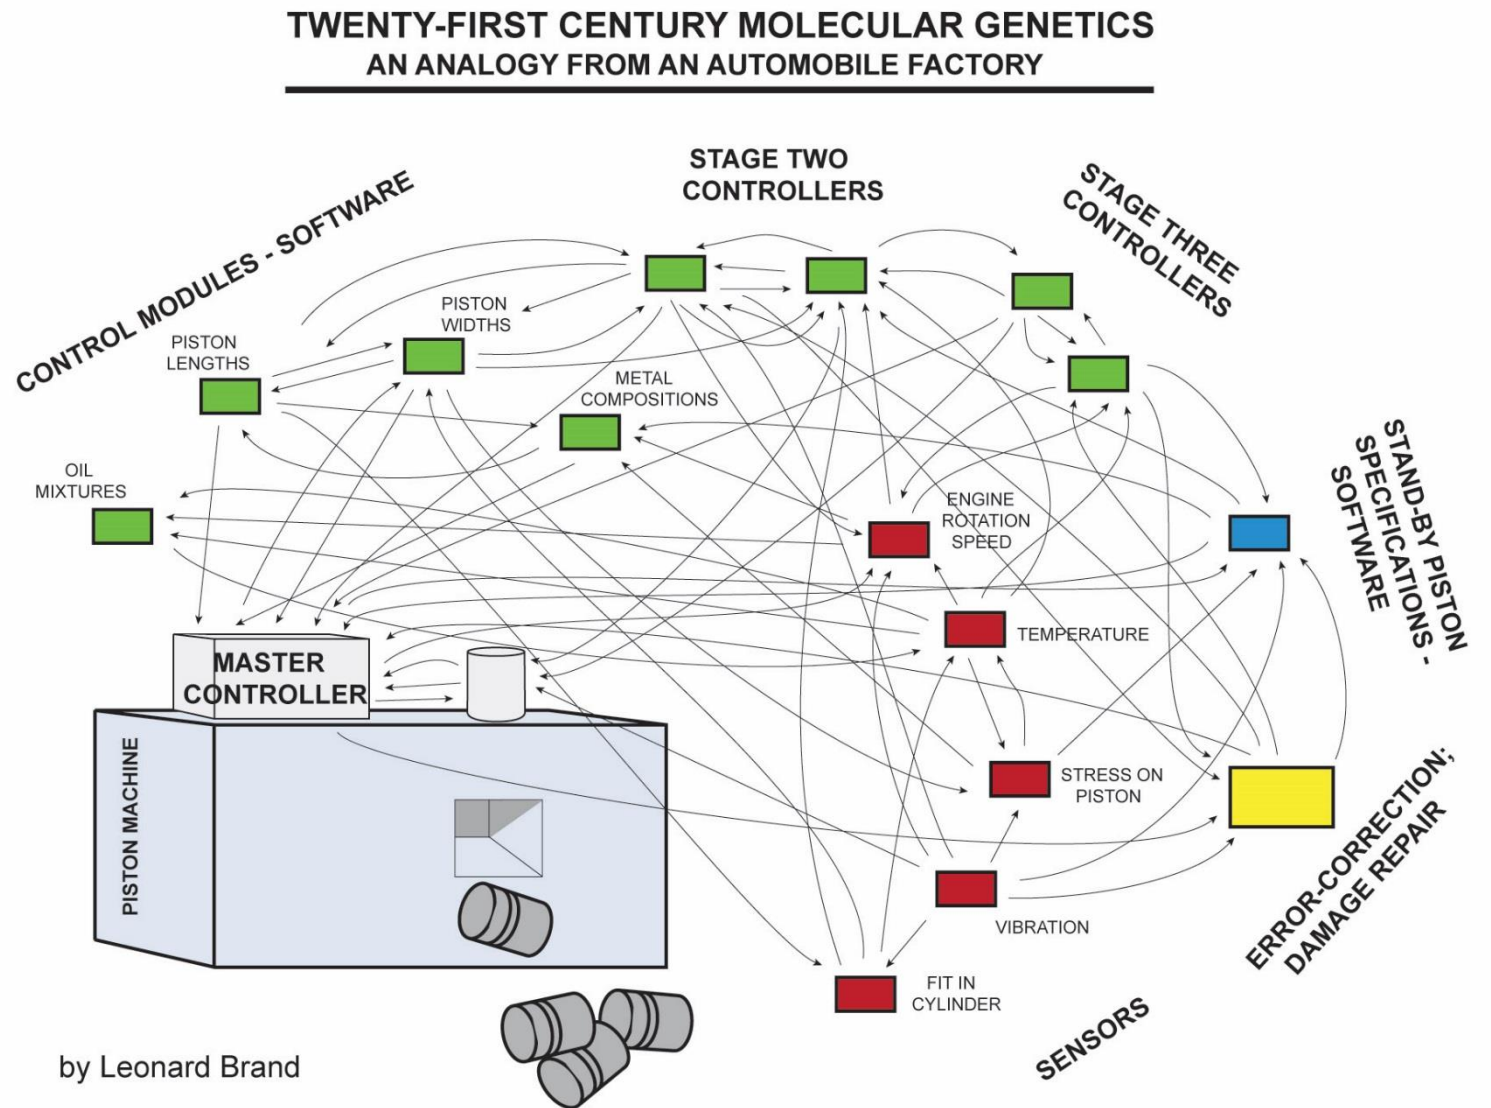 TWENTY-FIRST CENTURY MOLECULAR GENETICS
AN ANALOGY FROM AN AUTOMOBILE FACTORY
CONTROL MODULES - SOFTWARE
STAGE TWO
CONTROLLERS
STAGE THREE
CONTROLLERS
PISTON
WIDTHS
PISTON
LENGTHS
METAL
COMPOSITIONS
OIL
MIXTURES
ENGINE
ROTATION
SPEED
STAND-BY PISTON
SPECIFICATIONS -
SOFTWARE
TEMPERATURE
MASTER
CONTROLLER
PISTON MACHINE
STRESS ON
PISTON
VIBRATION
FIT IN
CYLINDER
ERROR-CORRECTION;
DAMAGE REPAIR
SENSORS
by Leonard Brand